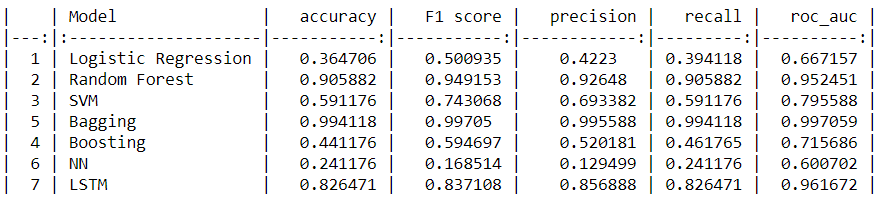 |    | Model               |   accuracy |   F1 score |   precision |   recall |   roc_auc |
|---:|:--------------------|-----------:|-----------:|------------:|---------:|----------:|
|  1 | Logistic Regression |   0.364706 |   0.500935 |    0.4223   | 0.394118 |  0.667157 |
|  2 | Random Forest       |   0.905882 |   0.949153 |    0.92648  | 0.905882 |  0.952451 |
|  3 | SVM                 |   0.591176 |   0.743068 |    0.693382 | 0.591176 |  0.795588 |
|  5 | Bagging             |   0.994118 |   0.99705  |    0.995588 | 0.994118 |  0.997059 |
|  4 | Boosting            |   0.441176 |   0.594697 |    0.520181 | 0.461765 |  0.715686 |
|  6 | NN                  |   0.241176 |   0.168514 |    0.129499 | 0.241176 |  0.600702 |
|  7 | LSTM                |   0.826471 |   0.837108 |    0.856888 | 0.826471 |  0.961672 |